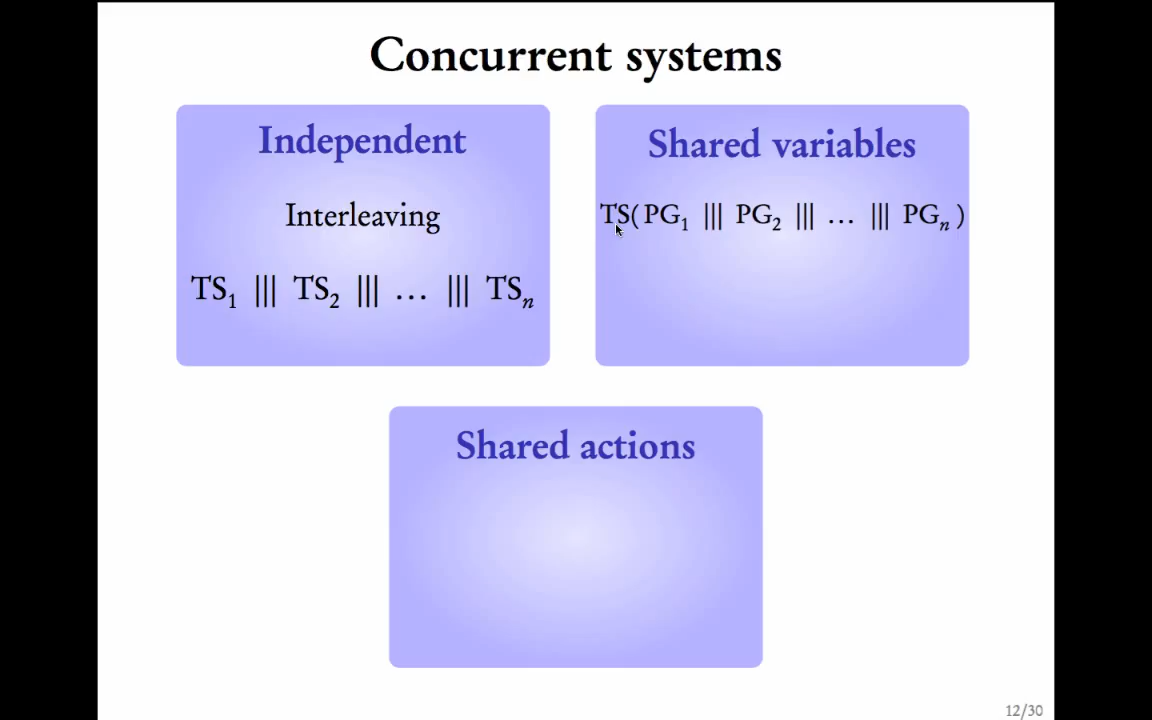 Concurrent systems
Independent
Interleaving
TS₁ ||| TS₂ ||| … ||| TSₙ
Shared variables
TS( PG₁ ||| PG₂ ||| … ||| PGₙ )
Shared actions
12/30